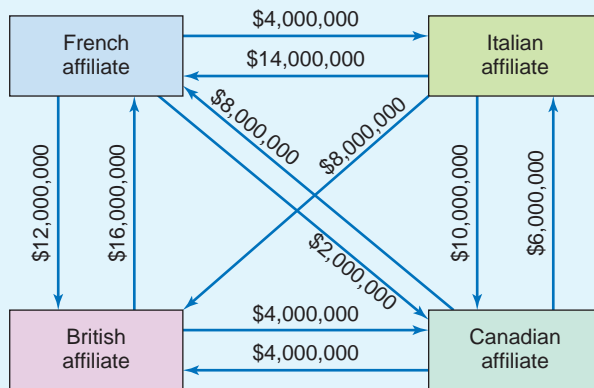 $4,000,000
French
affiliate
Italian
affiliate
$14,000,000
$8,000,000
$8,000,000
$12,000,000
$16,000,000
$10,000,000
$6,000,000
$2,000,000
British
affiliate
$4,000,000
Canadian
affiliate
$4,000,000